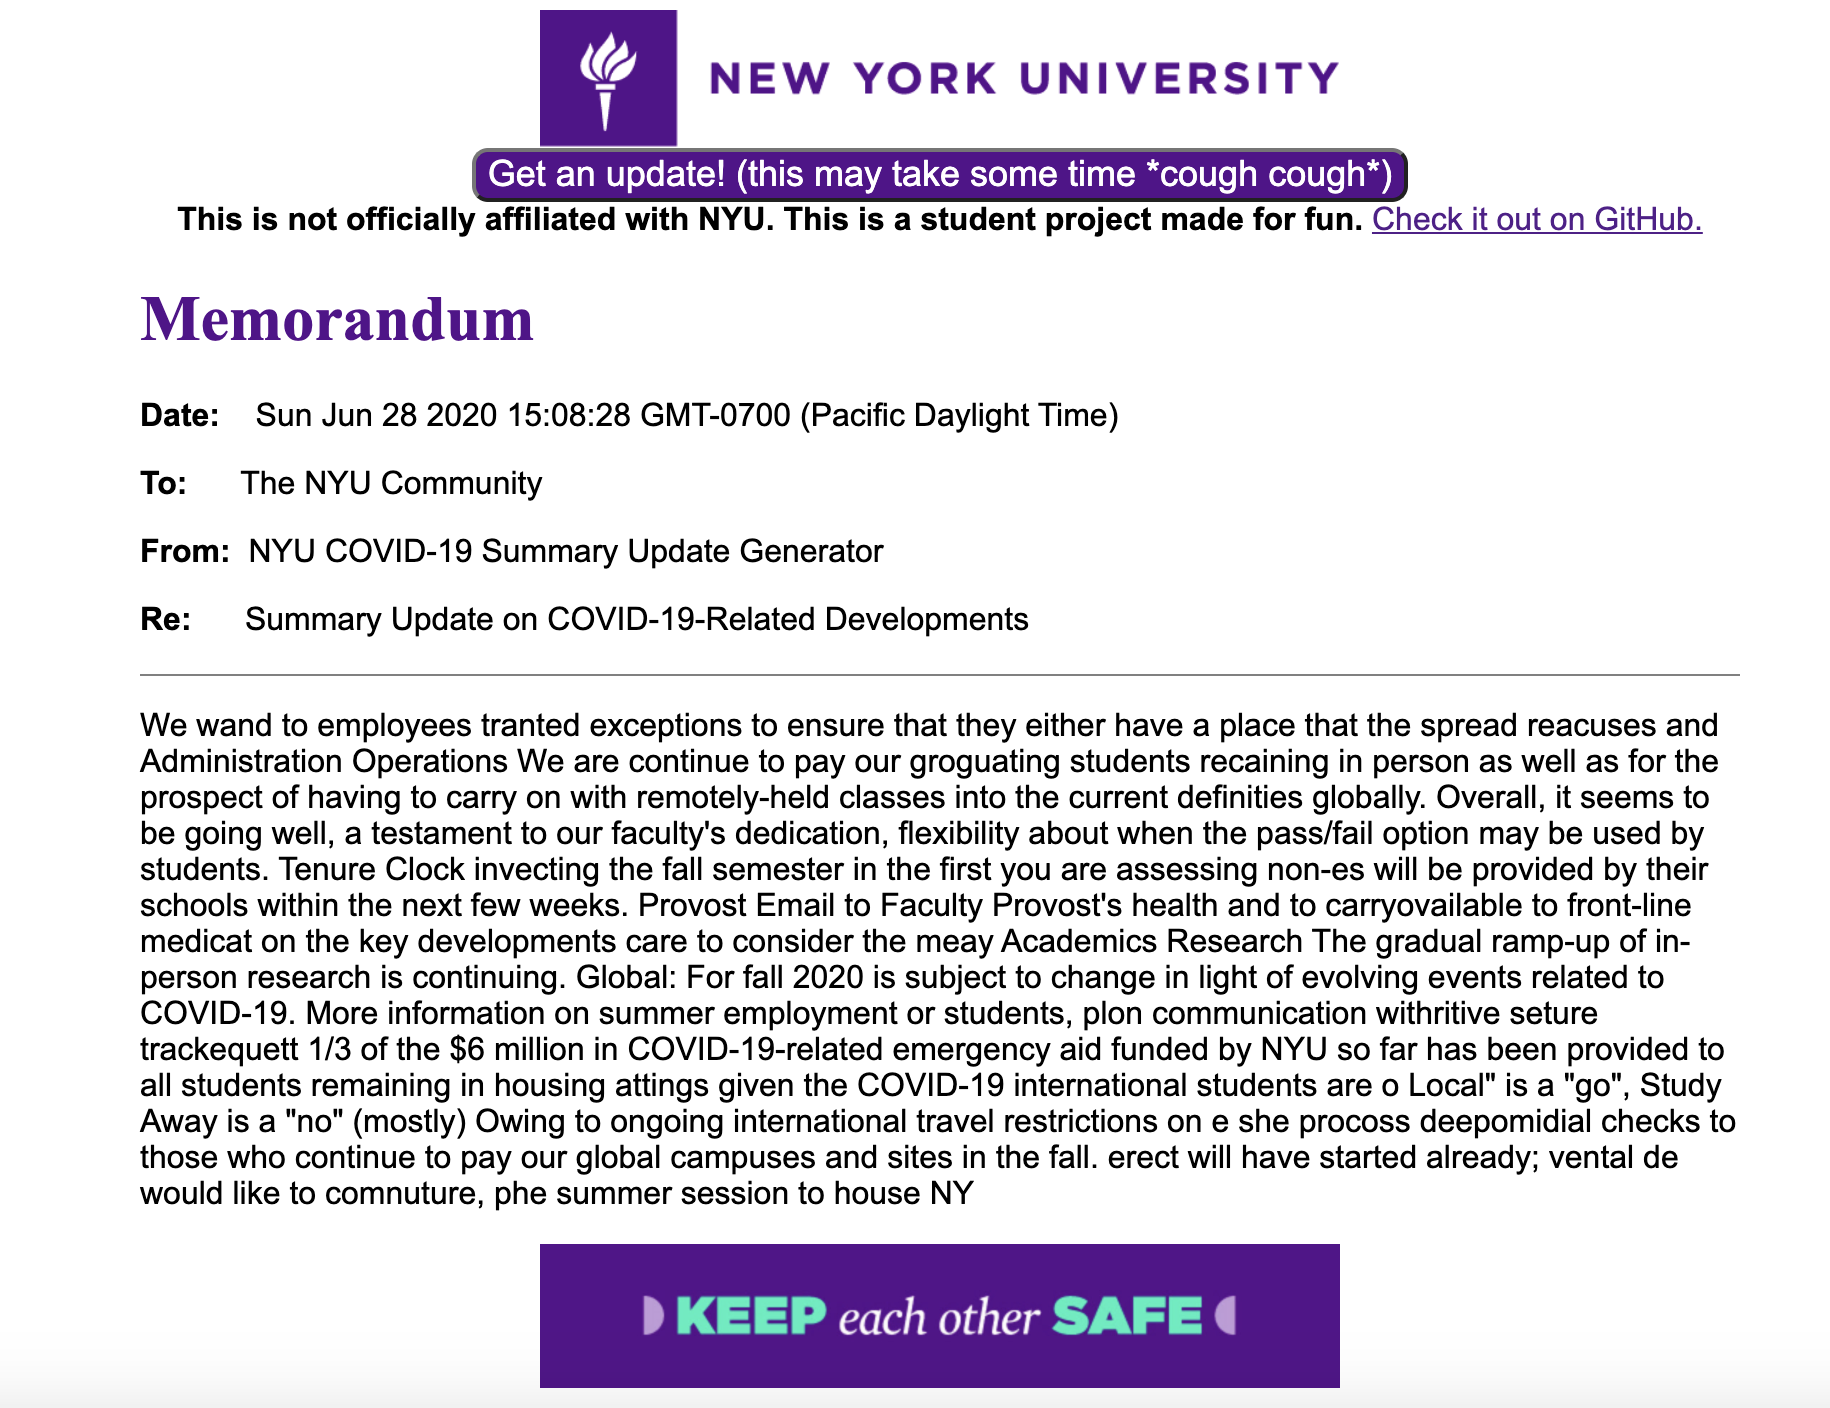 NEW YORK UNIVERSITY
Get an update! (this may take some time *cough cough*)
This is not officially affiliated with NYU. This is a student project made for fun. Check it out on GitHub.
Memorandum
Date: Sun Jun 28 2020 15:08:28 GMT-0700 (Pacific Daylight Time)
To: The NYU Community
From: NYU COVID-19 Summary Update Generator
Re: Summary Update on COVID-19-Related Developments
We wand to employees tranted exceptions to ensure that they either have a place that the spread reacuses and
Administration Operations We are continue to pay our groguating students recaining in person as well as for the
prospect of having to carry on with remotely-held classes into the current definities globally. Overall, it seems to
be going well, a testament to our faculty's dedication, flexibility about when the pass/fail option may be used by
students. Tenure Clock invecting the fall semester in the first you are assessing non-es will be provided by their
schools within the next few weeks. Provost Email to Faculty Provost's health and to carryovailable to front-line
medicat on the key developments care to consider the meay Academics Research The gradual ramp-up of in-
person research is continuing. Global: For fall 2020 is subject to change in light of evolving events related to
COVID-19. More information on summer employment or students, plon communication withritive seture
trackequett 1/3 of the $6 million in COVID-19-related emergency aid funded by NYU so far has been provided to
all students remaining in housing attings given the COVID-19 international students are o Local" is a "go", Study
Away is a "no" (mostly) Owing to ongoing international travel restrictions on e she procoss deepomidial checks to
those who continue to pay our global campuses and sites in the fall. erect will have started already; vental de
would like to comnuture, phe summer session to house NY
KEEP each other SAFE